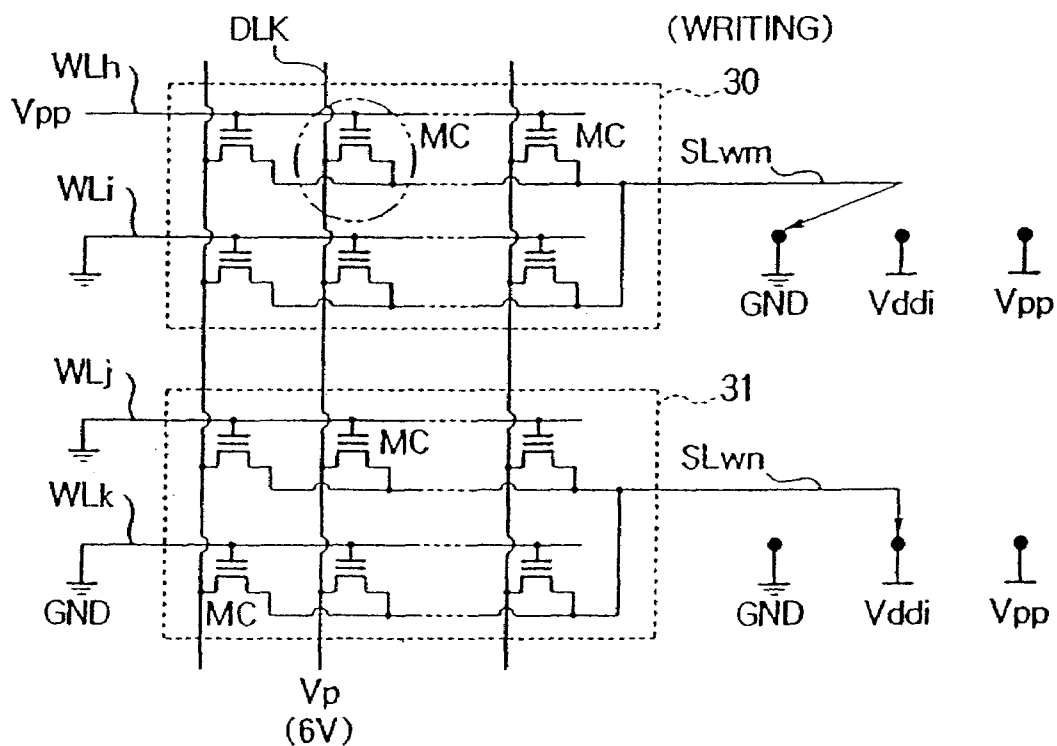 DLK
(WRITING)
WLh
30
Vpp
MC
MC
SLwm
WLi
GND
Vddi
Vpp
WLj
31
MC
SLwn
WLk
GND
MC
GND
Vddi
Vpp
Vp
(6V)